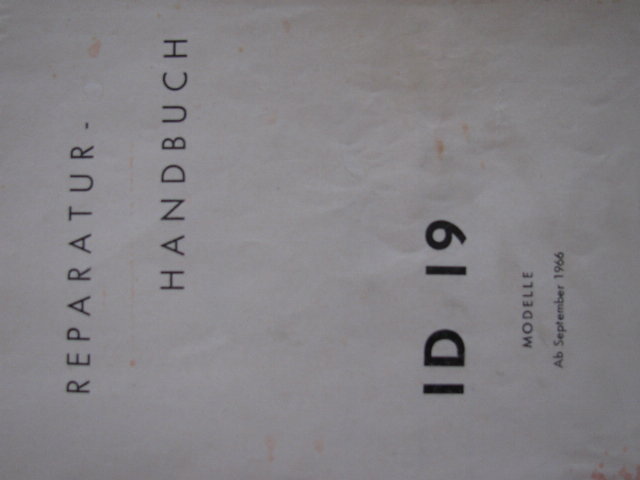 REPARATUR-
HANDBUCH
ID 19
MODELLE
Ab September 1966